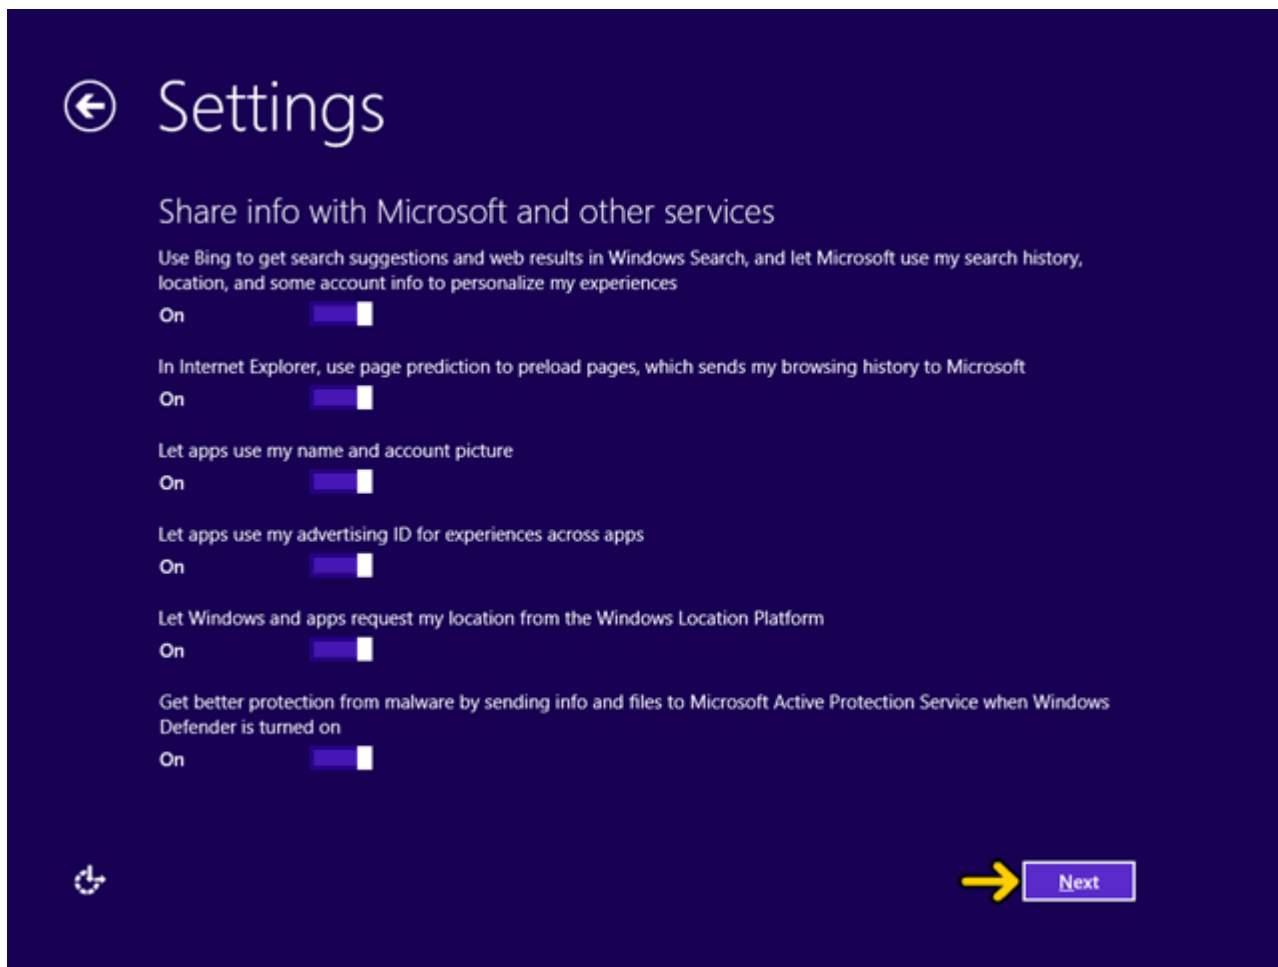 Settings
Share info with Microsoft and other services
Use Bing to get search suggestions and web results in Windows Search, and let Microsoft use my search history,
location, and some account info to personalize my experiences
On
In Internet Explorer, use page prediction to preload pages, which sends my browsing history to Microsoft
On
Let apps use my name and account picture
On
Let apps use my advertising ID for experiences across apps
On
Let Windows and apps request my location from the Windows Location Platform
On
Get better protection from malware by sending info and files to Microsoft Active Protection Service when Windows
Defender is turned on
On
Next